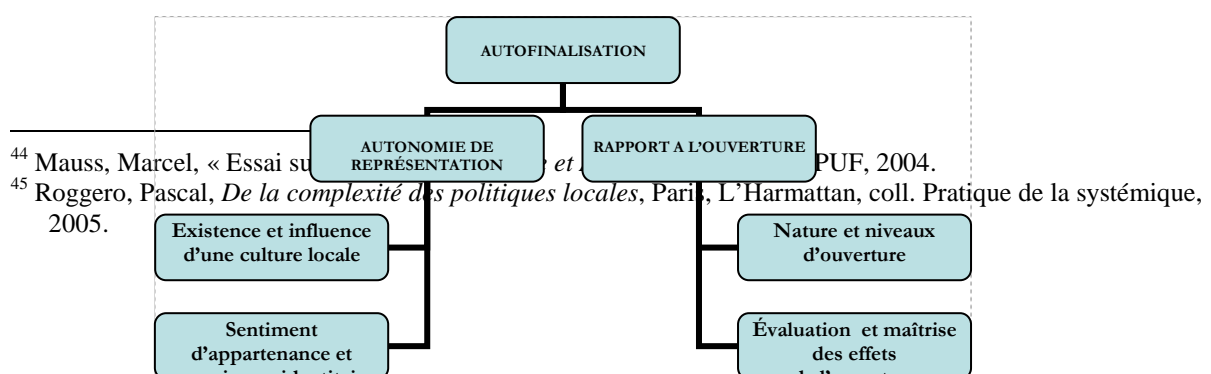 AUTOFINALISATION
AUTONOMIE DE
REPRÉSENTATION
RAPPORT A L'OUVERTURE
44 Mauss, Marcel, « Essai et PUF, 2004.
45 Roggero, Pascal, De la complexité des politiques locales, Paris, L'Harmattan, coll. Pratique de la systémique,
2005.
Existence et influence
d'une culture locale
Nature et niveaux
d'ouverture
Sentiment
d'appartenance et
Évaluation et maîtrise
des effets